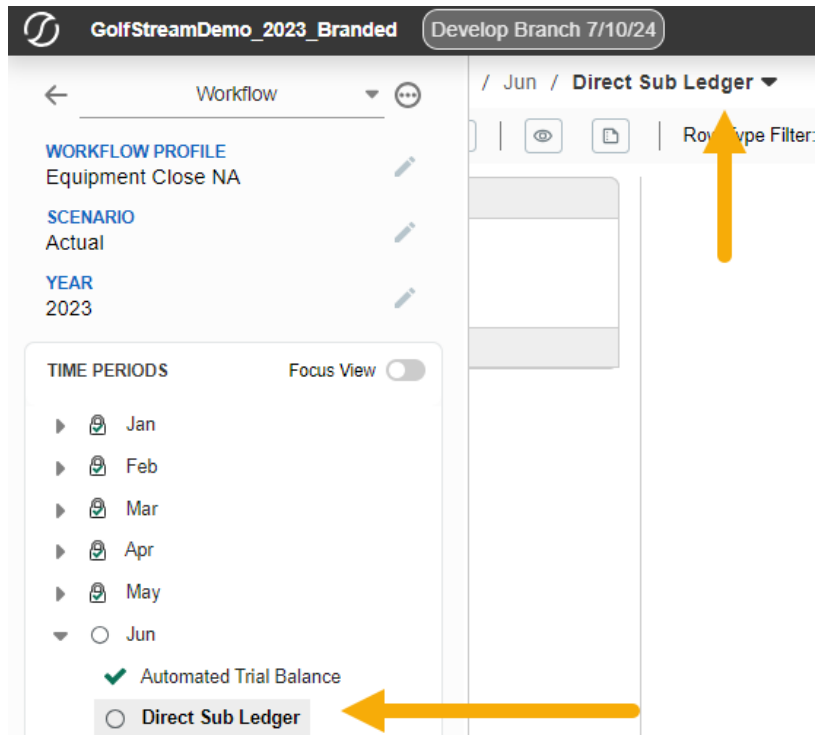 GolfStreamDemo_2023_Branded Develop Branch 7/10/24
Workflow
WORKFLOW PROFILE
Equipment Close NA
SCENARIO
Actual
YEAR
2023
TIME PERIODS Focus View
Jan
Feb
Mar
Apr
May
Jun
Automated Trial Balance
Direct Sub Ledger
/ Jun / Direct Sub Ledger
Filter: